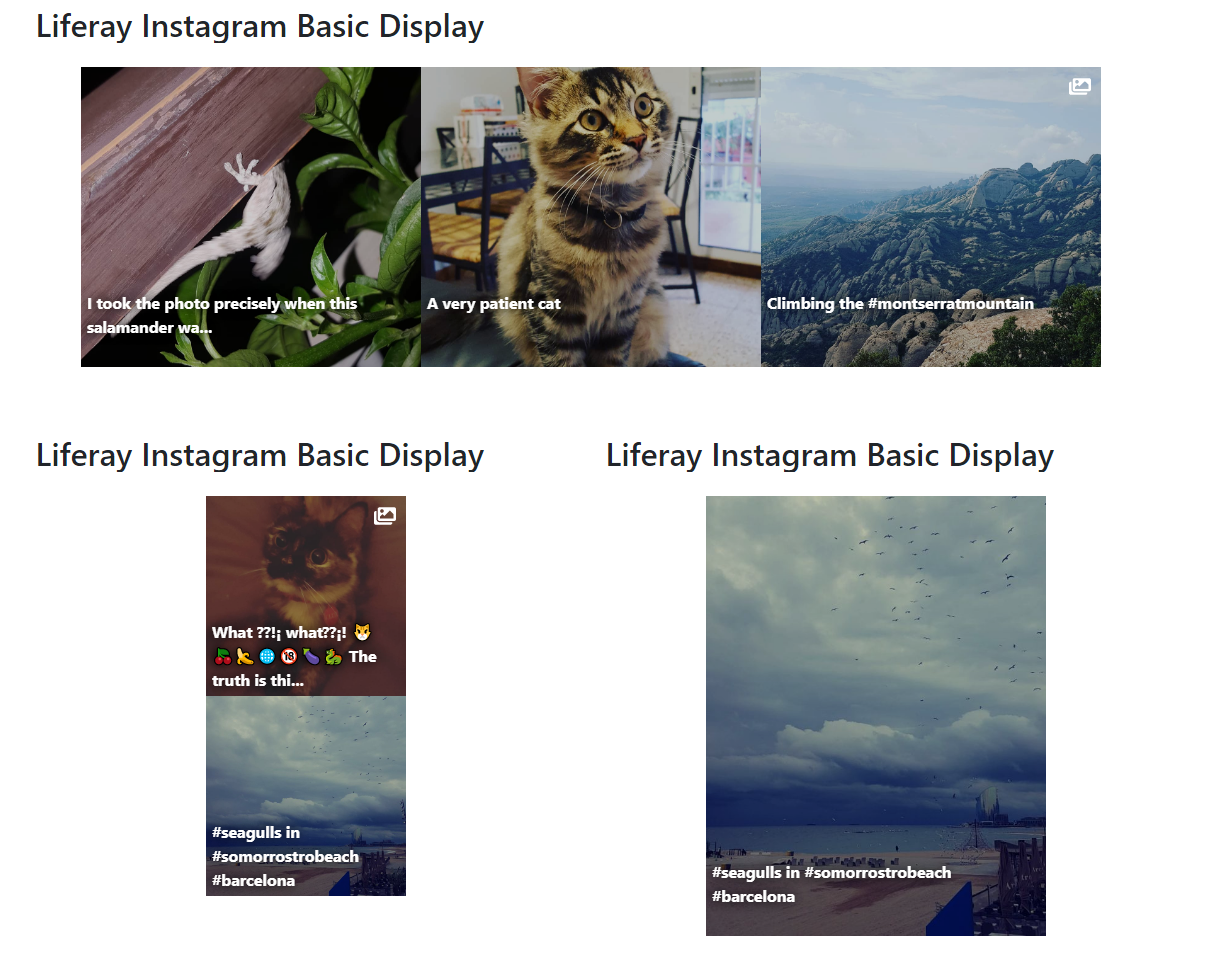 Liferay Instagram Basic Display
I took the photo precisely when this
salamander wa...
A very patient cat
Climbing the #montserratmountain
Liferay Instagram Basic Display
What ??!¡ what??¡! 🐱
🍒 🍌 🌐 🔞 🍆 🐉 The
truth is thi...
#seagulls in
#somorrostrobeach
#barcelona
Liferay Instagram Basic Display
#seagulls in #somorrostrobeach
#barcelona